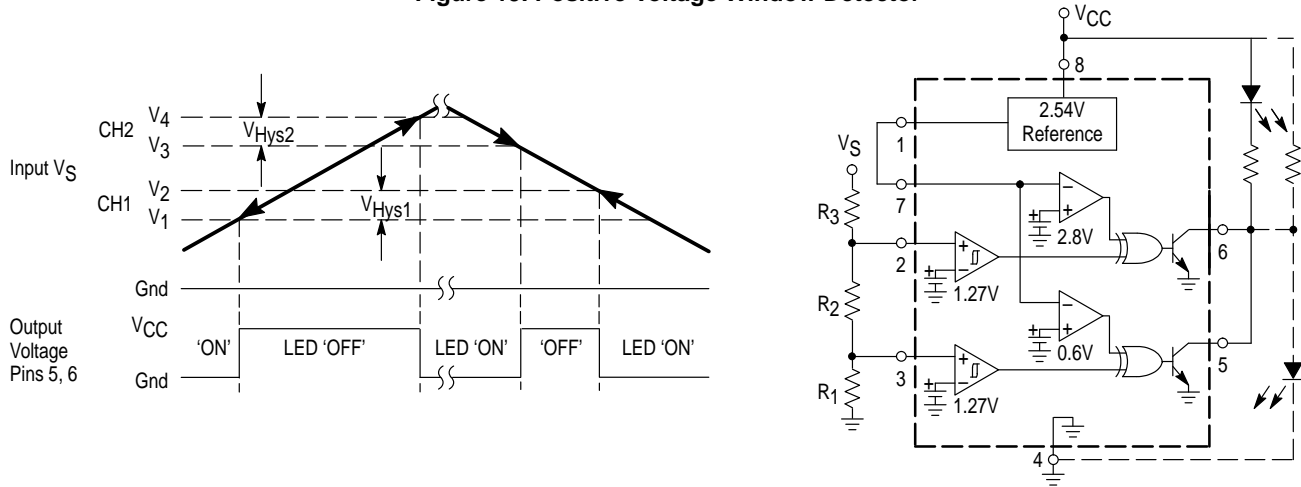 Figure Positive Voltage Window Detector
Input VS
CH2
V4
V3
VHys2
CH1
V2
V1
VHys1
Gnd
Output
Voltage
Pins 5, 6
VCC
Gnd
'ON'
LED 'OFF'
LED 'ON'
'OFF'
LED 'ON'
VCC
8
2.54V
Reference
1
VS
7
R3
–
+
+
2.8V
6
2
+
–
+
1.27V
R2
–
+
+
0.6V
5
3
+
–
+
1.27V
R1
4